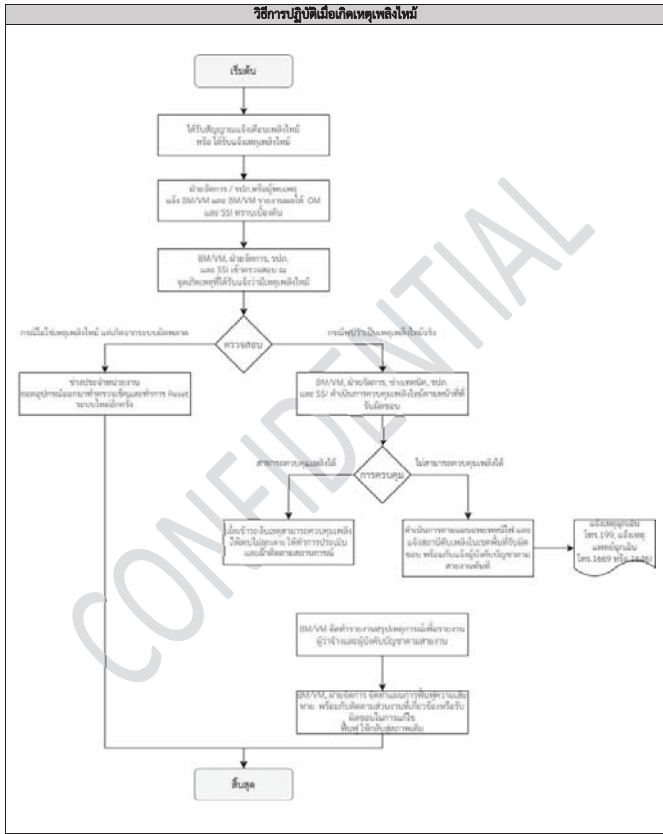 วิธีการปฏิบัติเมื่อเกิดเหตุเพลิงไหม้
เริ่มต้น
ได้รับสัญญาณแจ้งเตือนเพลิงไหม้
หรือ ได้รับแจ้งเหตุเพลิงไหม้
ฝ่ายจัดการ / รปภ.หรือผู้พบเหตุ
แจ้ง BM/VM และ BM/VM รายงานผลให้ OM
และ SSI ทราบเบื้องต้น
BM/VM, ฝ่ายจัดการ, รปภ.
และ SSI เข้าตรวจสอบ ณ
จุดเกิดเหตุที่ได้รับแจ้งว่ามีเหตุเพลิงไหม้
กรณีไม่ใช่เหตุเพลิงไหม้ แต่เกิดจากระบบผิดพลาด
ตรวจสอบ
กรณีพบว่าเป็นเหตุเพลิงไหม้จริง
ช่างประจำหน่วยงาน
ถอดอุปกรณ์ออกมาทำตรวจเช็คและทำการ Reset
ระบบใหม่อีกครั้ง
BM/VM, ฝ่ายจัดการ, ช่างเทคนิค, รปภ.
และ SSI ดำเนินการควบคุมเพลิงไหม้ตามหน้าที่ที่
รับผิดชอบ
สามารถควบคุมเพลิงได้
การควบคุม
ไม่สามารถควบคุมเพลิงได้
เมื่อเข้าระงับเหตุสามารถควบคุมเพลิง
ให้สงบไม่ลุกลาม ให้ทำการประเมิน
และเฝ้าติดตามสถานการณ์
ดำเนินการตามแผนอพยพหนีไฟ และ
แจ้งสถานีดับเพลิงในเขตพื้นที่รับผิด
ชอบ พร้อมกับแจ้งผู้บังคับบัญชาตาม
สายงานทันที
แจ้งเหตุฉุกเฉิน
โทร.199, แจ้งเหตุ
แพทย์ฉุกเฉิน
โทร.1669 หรือ 1646
BM/VM จัดทำรายงานสรุปเหตุการณ์เพื่อรายงาน
ผู้ว่าจ้างและผู้บังคับบัญชาตามสายงาน
BM/VM, ฝ่ายจัดการ จัดทำแผนการฟื้นฟูความเสีย
หาย พร้อมกับติดตามส่วนงานที่เกี่ยวข้องหรือรับ
ผิดชอบในการแก้ไข
ฟื้นฟู ให้กลับสู่สภาพเดิม
สิ้นสุด
CONFIDENTIAL